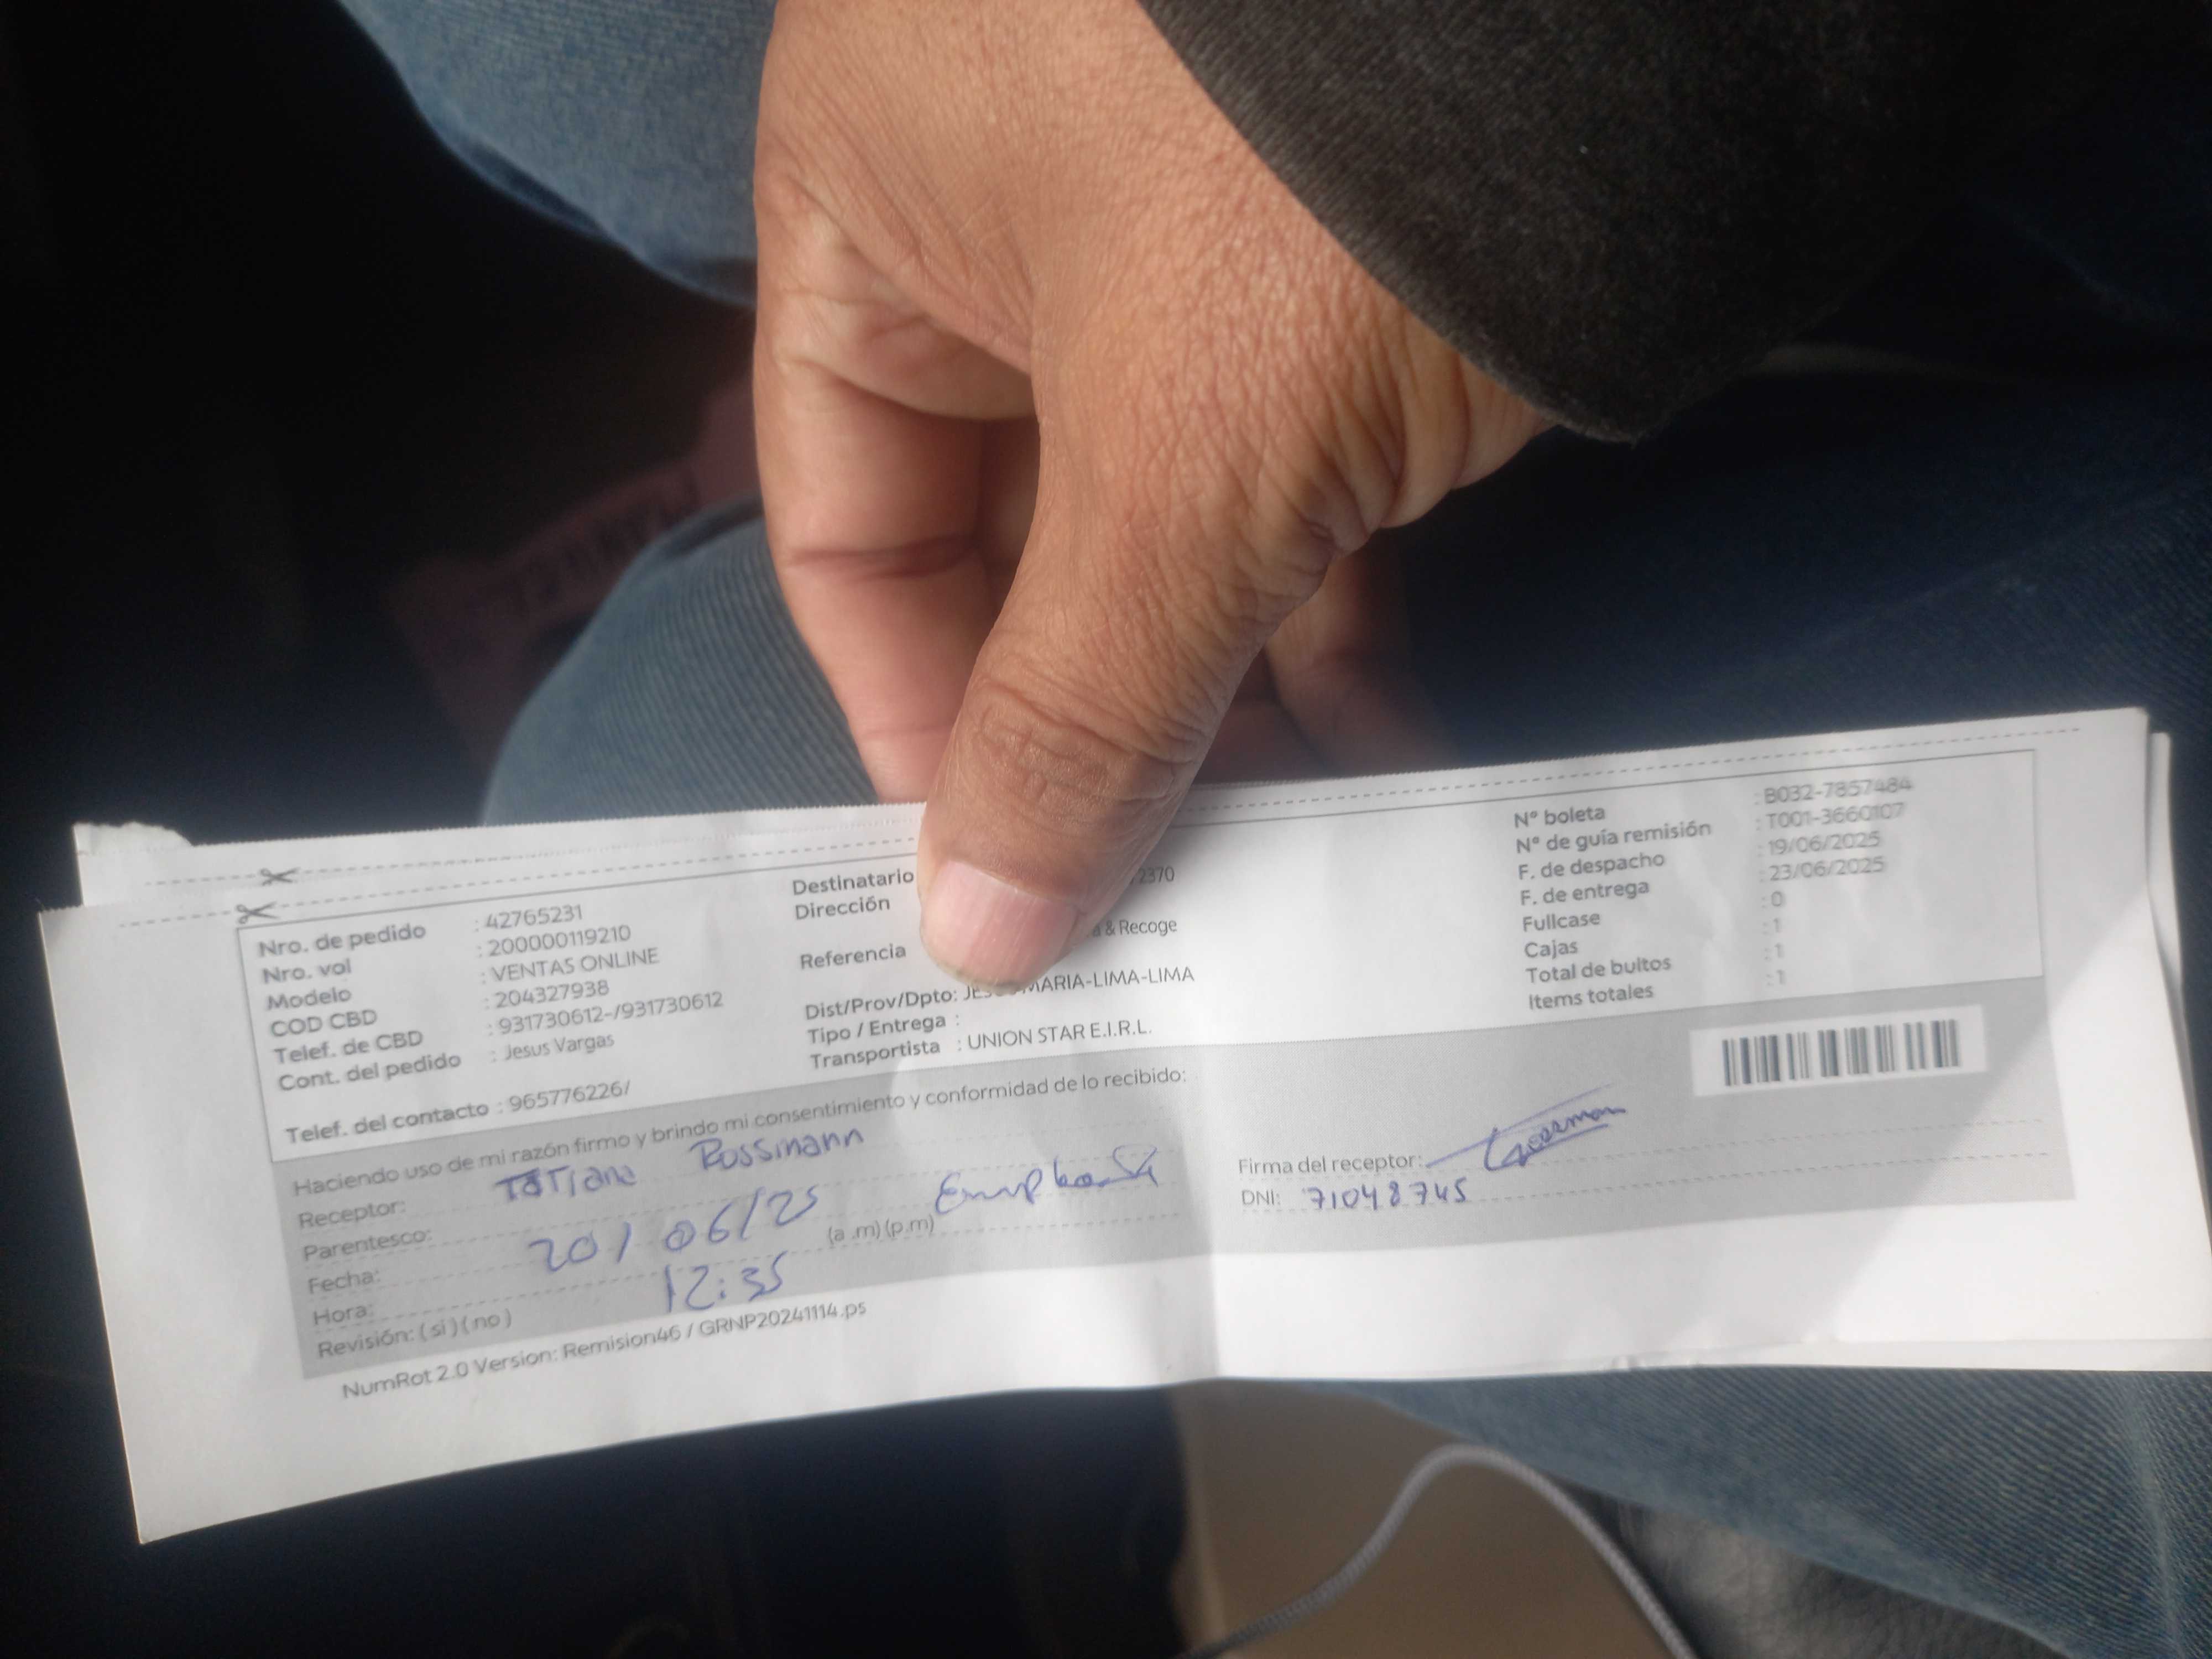 Nro. de pedido : 42765231
Nro. vol : 200000119210
Modelo : VENTAS ONLINE
COD CBD : 204327938
Telef. de CBD : 931730612-/931730612
Cont. del pedido : Jesus Vargas
Telef. del contacto : 965776226/
Destinatario
Dirección 2370
Referencia & Recoge
Dist/Prov/Dpto: MARIA-LIMA-LIMA
Tipo / Entrega :
Transportista : UNION STAR E.I.R.L.
N° boleta : B032-7857484
N° de guía remisión : T001-3660107
F. de despacho : 19/06/2025
F. de entrega : 23/06/2025
Fullcase : 0
Cajas : 1
Total de bultos : 1
Items totales : 1
Haciendo uso de mi razón firmo y brindo mi consentimiento y conformidad de lo recibido:
Receptor: Tatiana Rossmann
Parentesco:
Fecha: 20/06/25
Hora: 12:35 (a .m) (p.m)
Revisión: ( si ) ( no )
Firma del receptor:
DNI: 71048745
NumRot 2.0 Version: Remision46 / GRNP20241114.ps